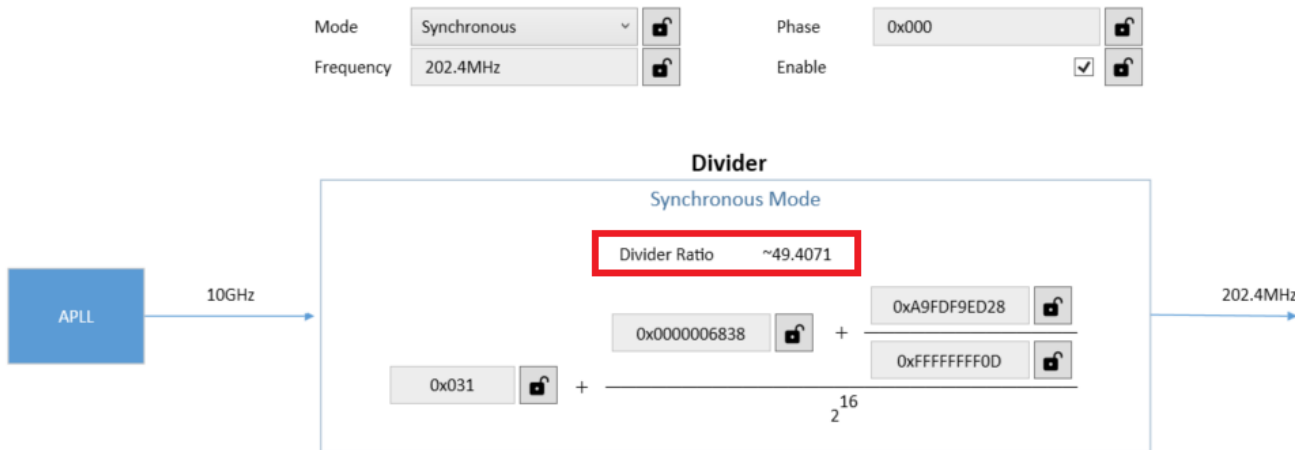 Mode Synchronous Phase 0x000
Frequency 202.4MHz Enable
Divider
Synchronous Mode
Divider Ratio ~49.4071
10GHz
APLL
202.4MHz
0xA9FDF9ED28
0x0000006838 +
0xFFFFFFFF0D
0x031 +
2^16